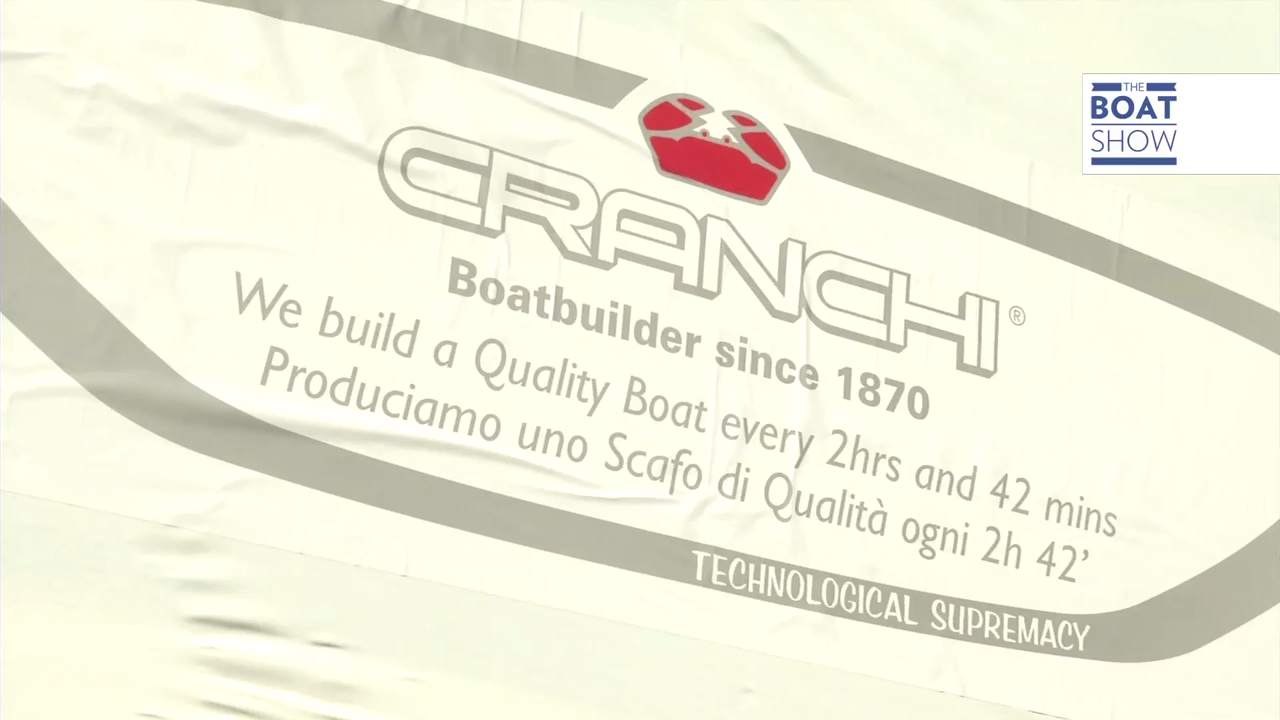 THE
BOAT
SHOW
CRANCHI®
Boatbuilder since 1870
We build a Quality Boat every 2hrs and 42 mins
Produciamo uno Scafo di Qualità ogni 2h 42’
TECHNOLOGICAL SUPREMACY